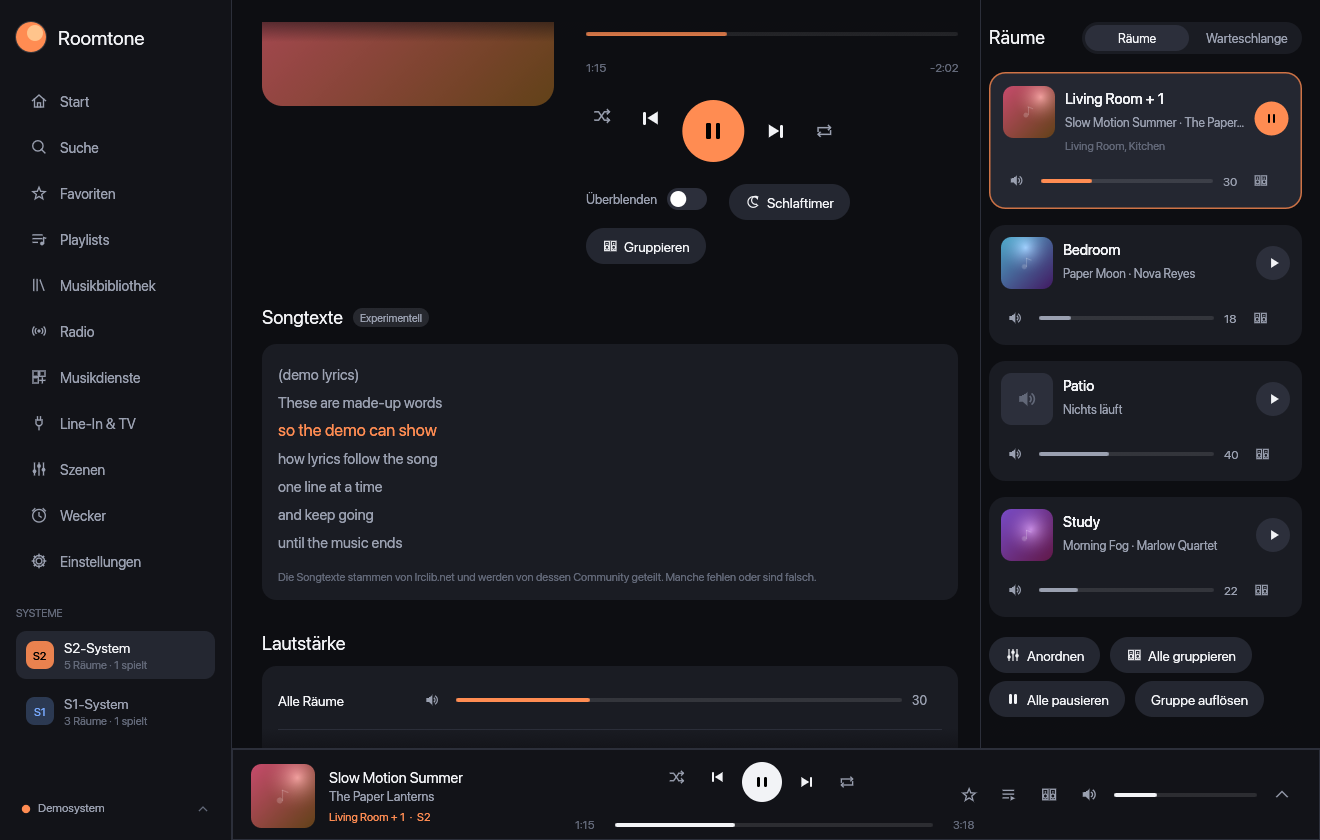 Roomtone
Start
Suche
Favoriten
Playlists
Musikbibliothek
Radio
Musikdienste
Line-In & TV
Szenen
Wecker
Einstellungen
SYSTEME
S2
S2-System
5 Räume · 1 spielt
S1
S1-System
3 Räume · 1 spielt
Demosystem
1:15
-2:02
Überblenden
Schlaftimer
Gruppieren
Songtexte
Experimentell
(demo lyrics)
These are made-up words
so the demo can show
how lyrics follow the song
one line at a time
and keep going
until the music ends
Die Songtexte stammen von lrclib.net und werden von dessen Community geteilt. Manche fehlen oder sind falsch.
Lautstärke
Alle Räume
30
Räume
Räume
Warteschlange
Living Room + 1
Slow Motion Summer · The Paper...
Living Room, Kitchen
30
Bedroom
Paper Moon · Nova Reyes
18
Patio
Nichts läuft
40
Study
Morning Fog · Marlow Quartet
22
Anordnen
Alle gruppieren
Alle pausieren
Gruppe auflösen
Slow Motion Summer
The Paper Lanterns
Living Room + 1 · S2
1:15
3:18